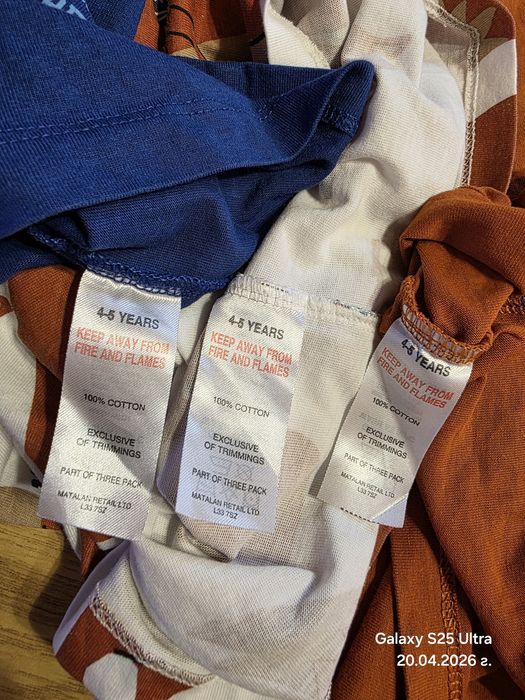 4-5 YEARS
KEEP AWAY FROM
FIRE AND FLAMES
100% COTTON
EXCLUSIVE
OF TRIMMINGS
PART OF THREE PACK
MATALAN RETAIL LTD
L33 7SZ
4-5 YEARS
KEEP AWAY FROM
FIRE AND FLAMES
100% COTTON
EXCLUSIVE
OF TRIMMINGS
PART OF THREE PACK
MATALAN RETAIL LTD
L33 7SZ
4-5 YEARS
KEEP AWAY FROM
FIRE AND FLAMES
100% COTTON
EXCLUSIVE
OF TRIMMINGS
PART OF THREE PACK
MATALAN RETAIL LTD
L33 7SZ
Galaxy S25 Ultra
20.04.2026 г.